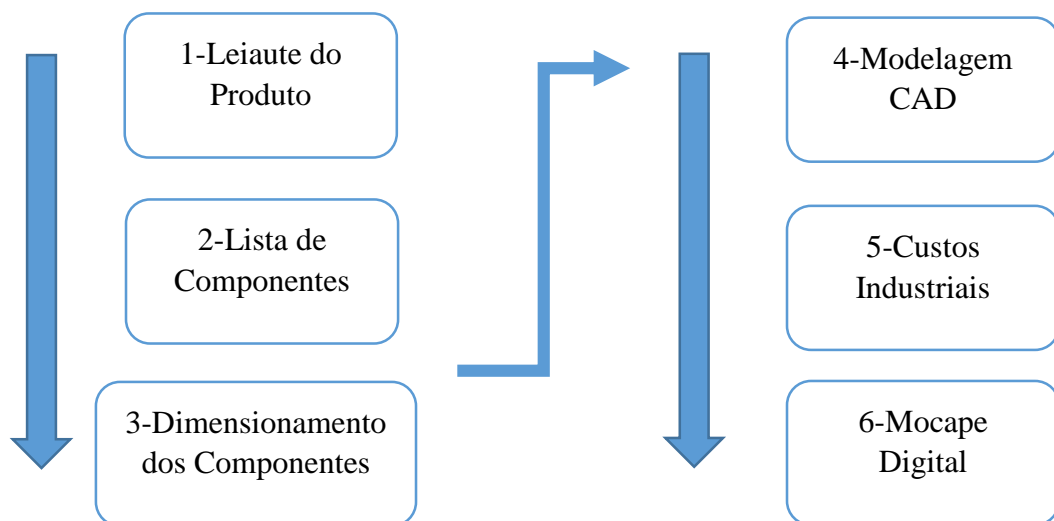 1-Leiaute do
Produto
2-Lista de
Componentes
3-Dimensionamento
dos Componentes
4-Modelagem
CAD
5-Custos
Industriais
6-Mocape
Digital